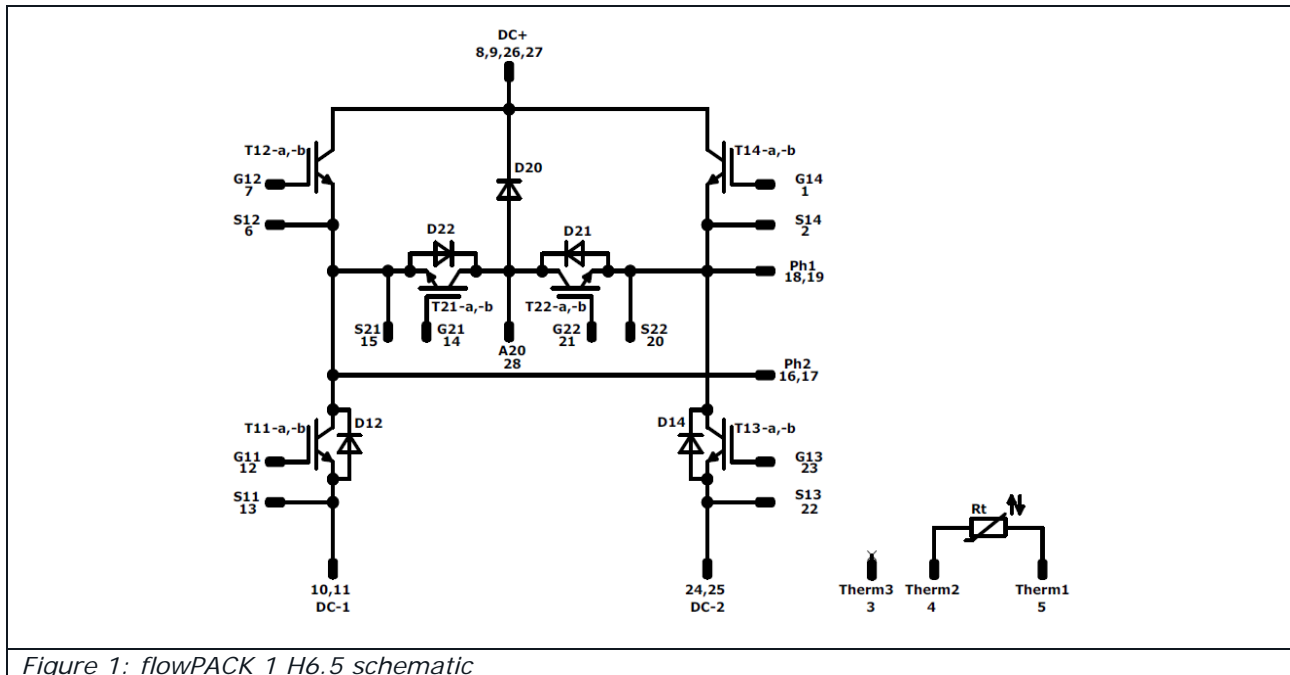 DC+
8,9,26,27
T12-a,-b
T14-a,-b
D20
G12
7
G14
1
S12
6
S14
2
D22
D21
Ph1
18,19
T21-a,-b
T22-a,-b
S21
15
G21
14
A20
28
G22
21
S22
20
Ph2
16,17
T11-a,-b
D12
D14
T13-a,-b
G11
12
G13
23
S11
13
S13
22
Rt
10,11
DC-1
24,25
DC-2
Therm3
3
Therm2
4
Therm1
5
Figure 1: flowPACK 1 H6.5 schematic